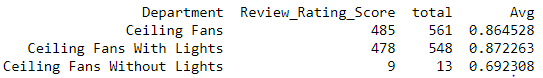 Department Review_Rating_Score total Avg
Ceiling Fans 485 561 0.864528
Ceiling Fans With Lights 478 548 0.872263
Ceiling Fans Without Lights 9 13 0.692308